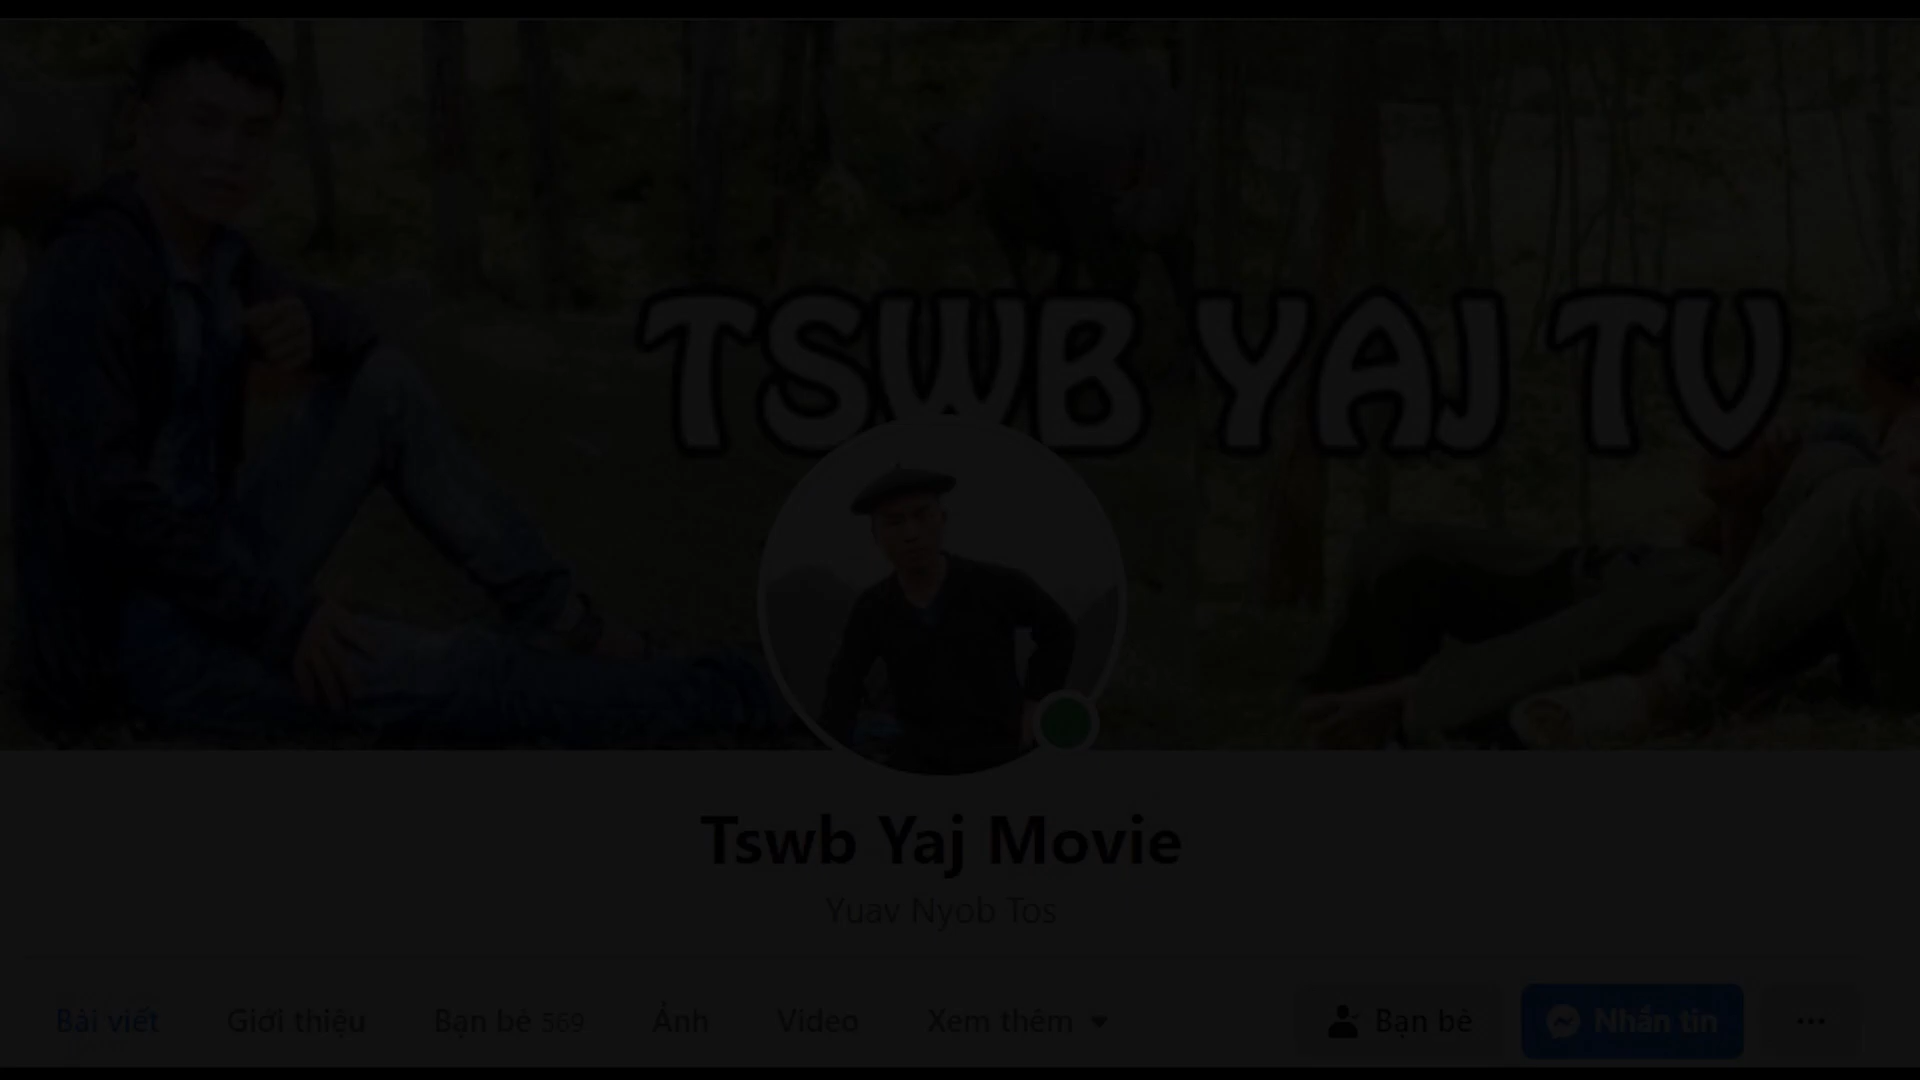 TSWB YAJ TV
Tswb Yaj Movie
Yuav Nyob Tos
Bài viết Giới thiệu Bạn bè 569 Ảnh Video Xem thêm Bạn bè Nhắn tin